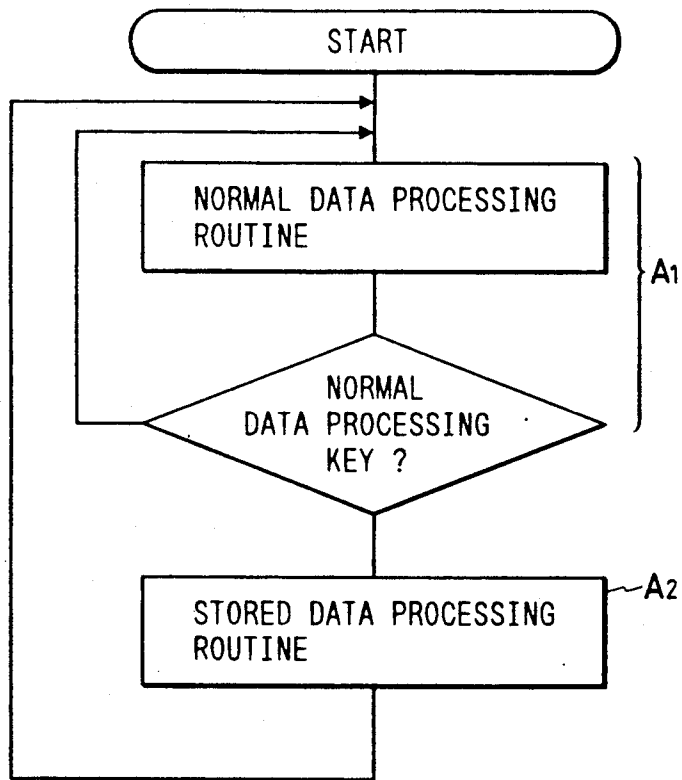 START
NORMAL DATA PROCESSING
ROUTINE
A1
NORMAL
DATA PROCESSING
KEY ?
A2
STORED DATA PROCESSING
ROUTINE